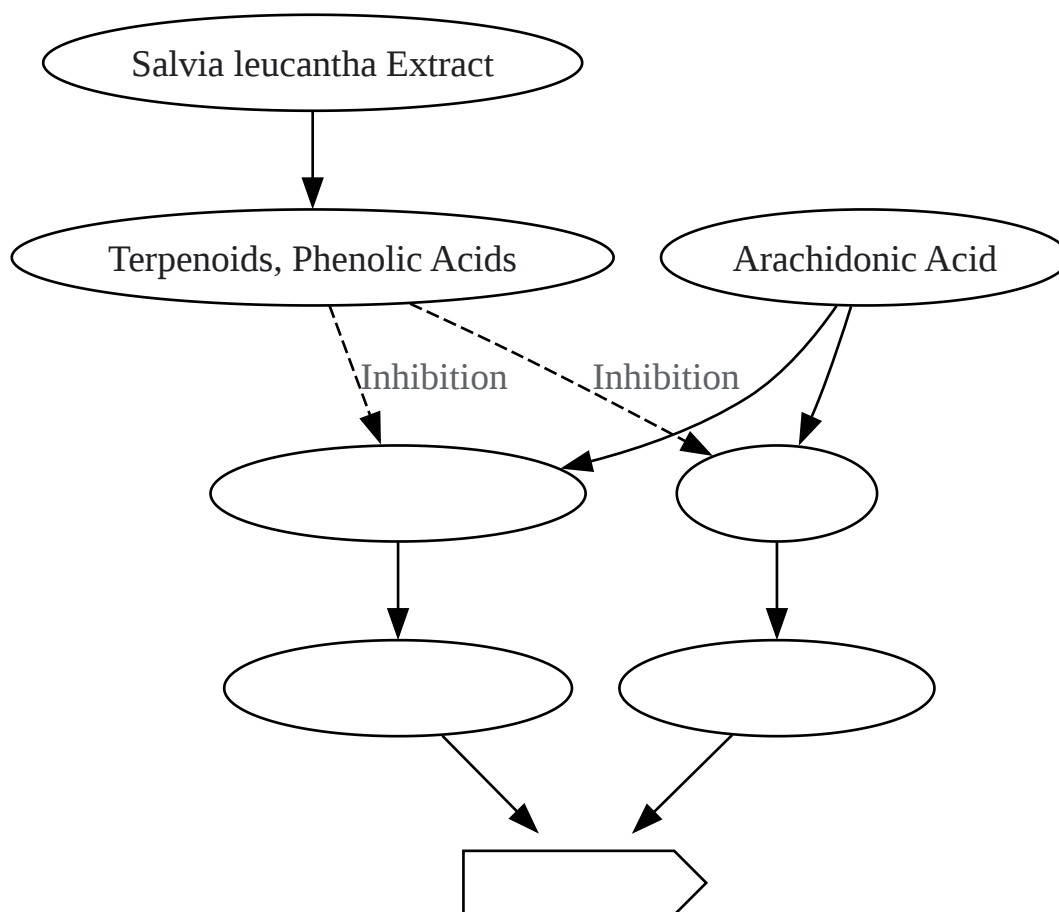 Salvia leucantha Extract
Terpenoids, Phenolic Acids
Arachidonic Acid
Inhibition
Inhibition